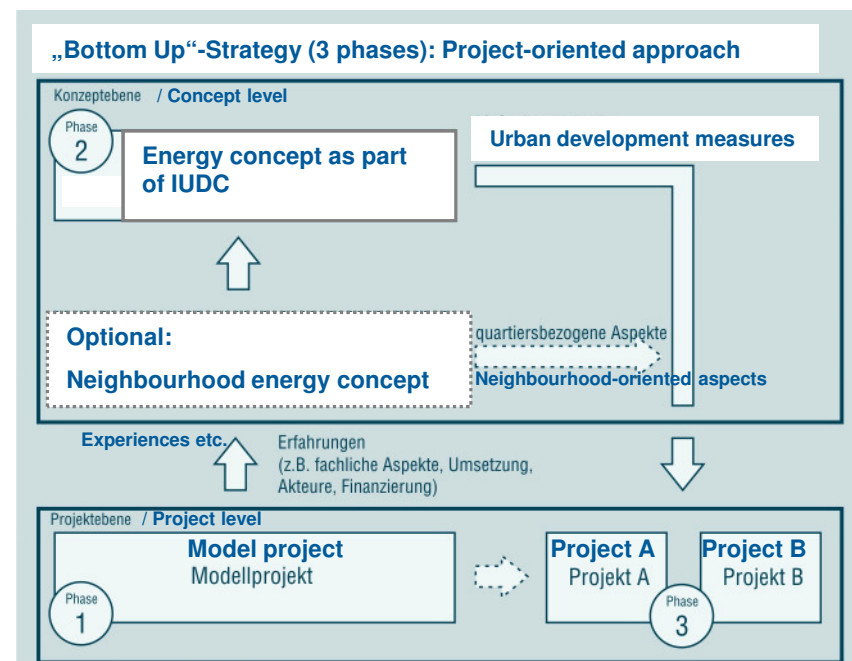 „Bottom Up“-Strategy (3 phases): Project-oriented approach
Konzeptebene / Concept level
Phase
2
Energy concept as part
of IUDC
Urban development measures
Optional:
Neighbourhood energy concept
quartiersbezogene Aspekte
Neighbourhood-oriented aspects
Experiences etc.
Erfahrungen
(z.B. fachliche Aspekte, Umsetzung,
Akteure, Finanzierung)
Projektebene / Project level
Model project
Modellprojekt
Phase
1
Project A
Projekt A
Project B
Projekt B
Phase
3